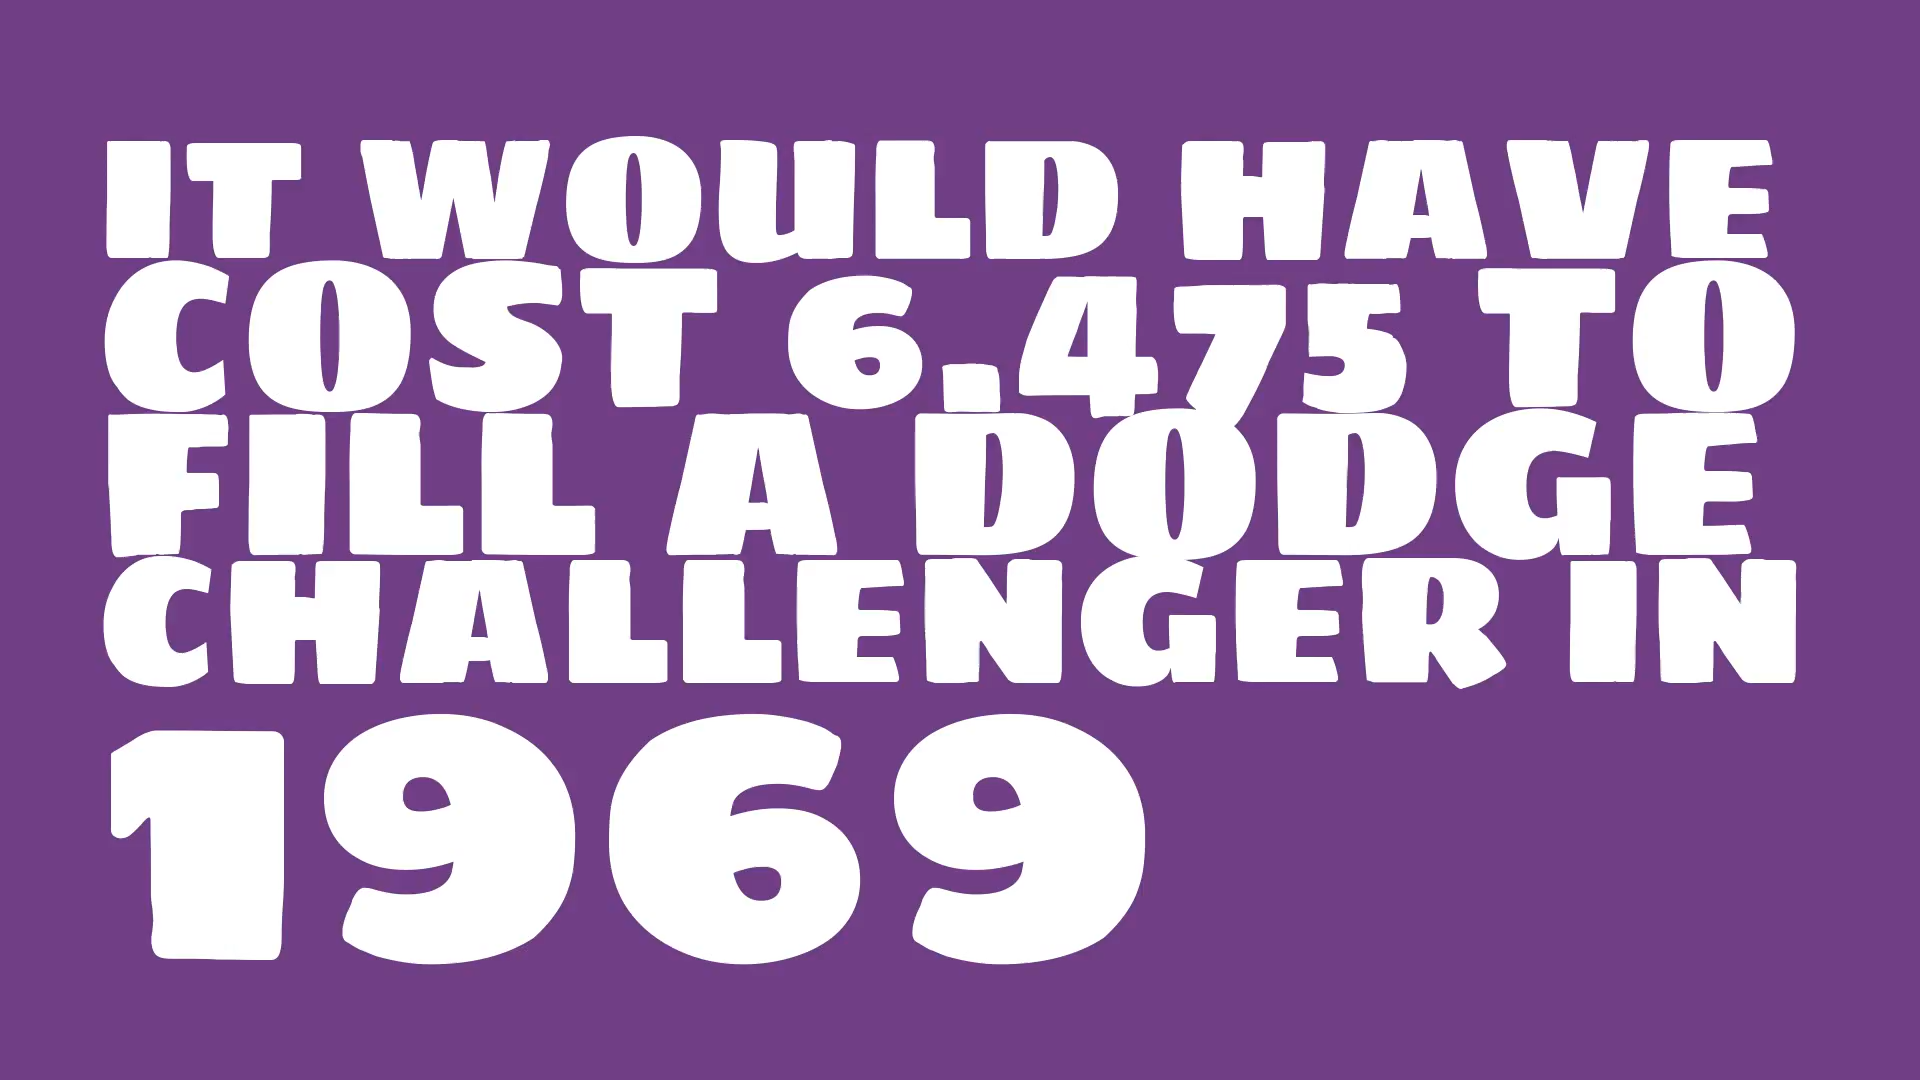 IT WOULD HAVE
COST 6.475 TO
FILL A DODGE
CHALLENGER IN
1969